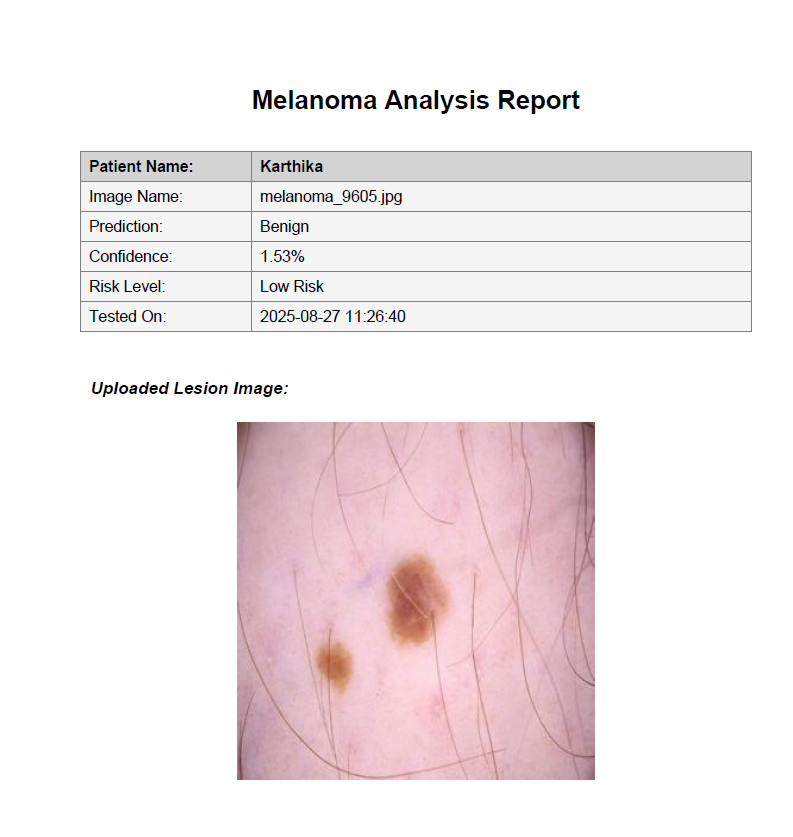 Melanoma Analysis Report
Patient Name: Karthika
Image Name: melanoma_9605.jpg
Prediction: Benign
Confidence: 1.53%
Risk Level: Low Risk
Tested On: 2025-08-27 11:26:40
Uploaded Lesion Image: